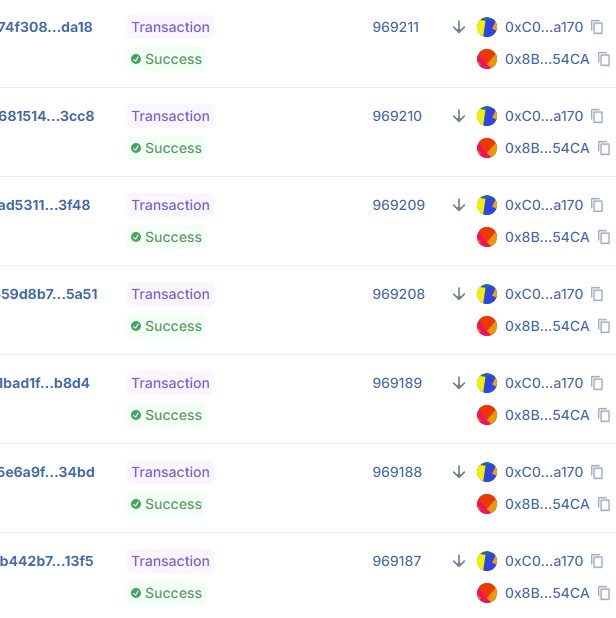 74f308...da18 Transaction 969211 0xC0...a170
Success 0x8B...54CA
681514...3cc8 Transaction 969210 0xC0...a170
Success 0x8B...54CA
ad5311...3f48 Transaction 969209 0xC0...a170
Success 0x8B...54CA
59d8b7...5a51 Transaction 969208 0xC0...a170
Success 0x8B...54CA
bad1f...b8d4 Transaction 969189 0xC0...a170
Success 0x8B...54CA
5e6a9f...34bd Transaction 969188 0xC0...a170
Success 0x8B...54CA
b442b7...13f5 Transaction 969187 0xC0...a170
Success 0x8B...54CA